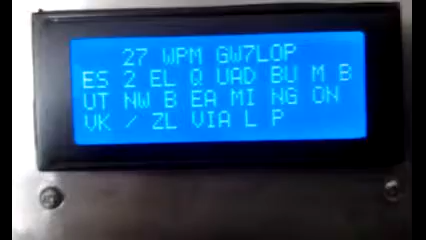 27 WPM GW7LOP
ES 2 EL Q UAD BU M B
UT NW B EA MI NG ON
VK / ZL VIA L P